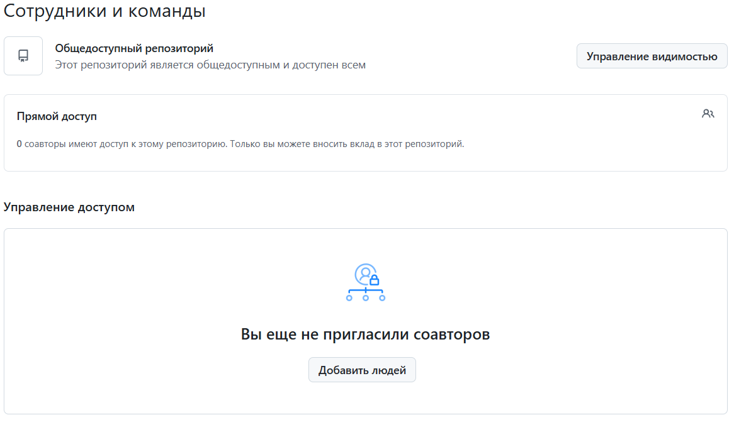 Сотрудники и команды
Общедоступный репозиторий
Этот репозиторий является общедоступным и доступен всем
Управление видимостью
Прямой доступ
0 соавторы имеют доступ к этому репозиторию. Только вы можете вносить вклад в этот репозиторий.
Управление доступом
Вы еще не пригласили соавторов
Добавить людей